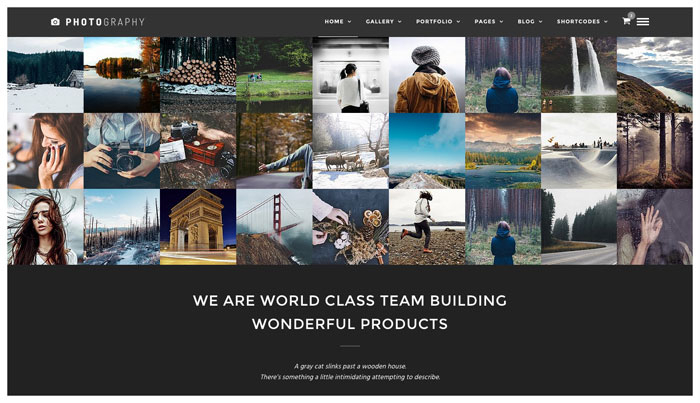 PHOTOGRAPHY
HOME GALLERY PORTFOLIO PAGES BLOG SHORTCODES
WE ARE WORLD CLASS TEAM BUILDING
WONDERFUL PRODUCTS
A gray cat slinks past a wooden house.
There's something a little intimidating attempting to describe.